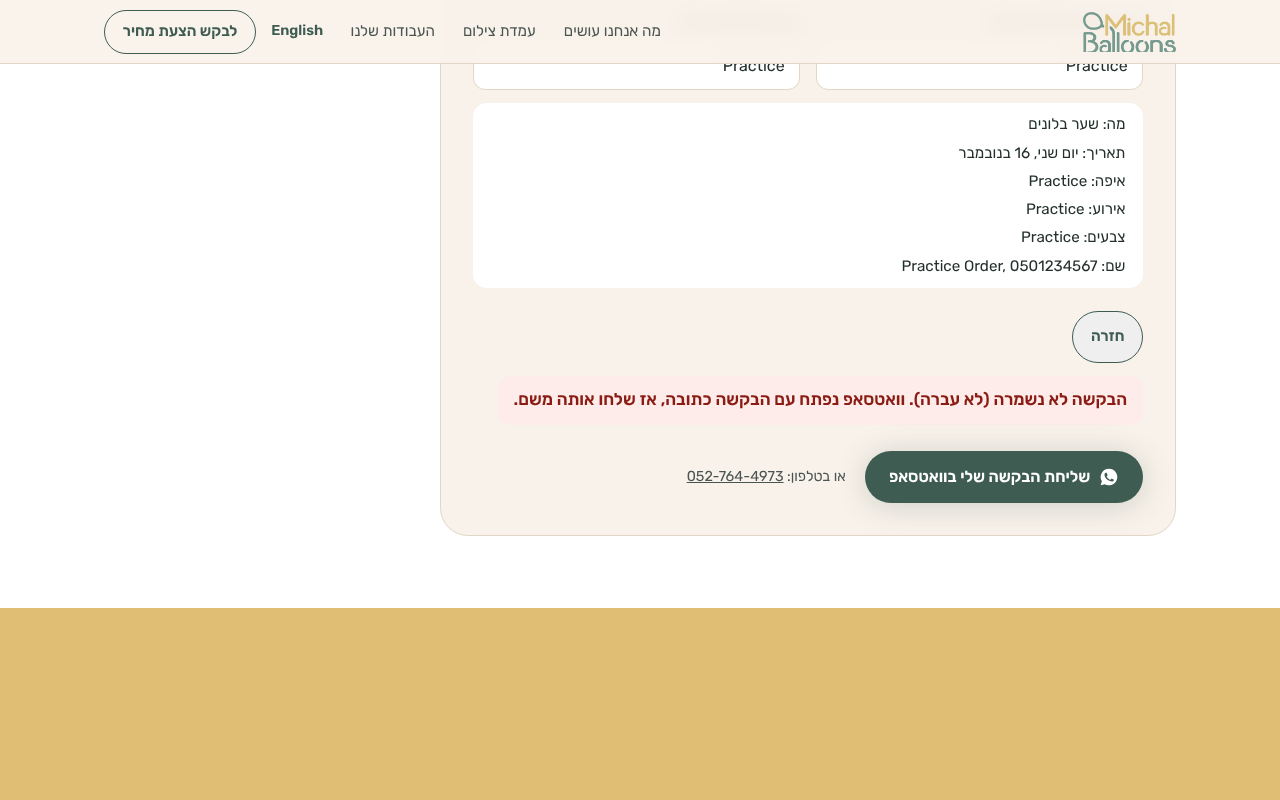 Michal
Balloons
מה אנחנו עושים
עמדת צילום
העבודות שלנו
English
לבקש הצעת מחיר
Practice
Practice
מה: שער בלונים
תאריך: יום שני, 16 בנובמבר
איפה: Practice
אירוע: Practice
צבעים: Practice
שם: Practice Order, 0501234567
חזרה
הבקשה לא נשמרה (לא עברה). וואטסאפ נפתח עם הבקשה כתובה, אז שלחו אותה משם.
שליחת הבקשה שלי בוואטסאפ
או בטלפון: 052-764-4973